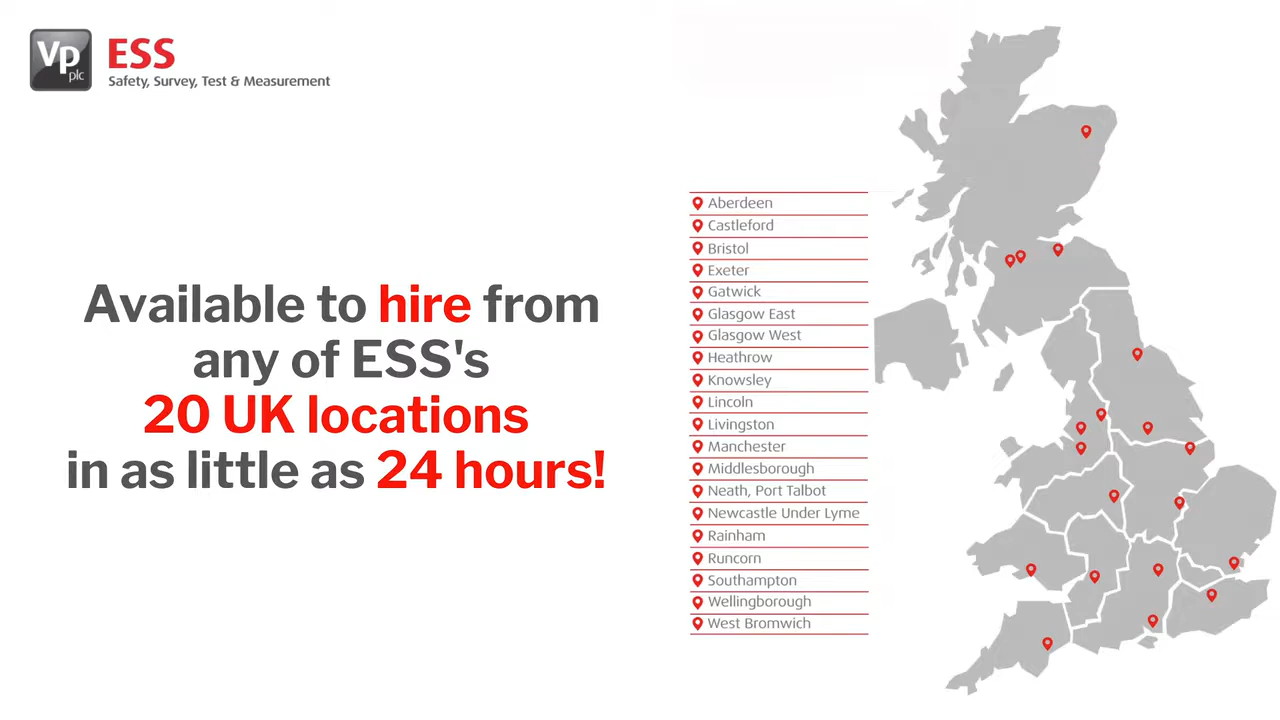 Vp
plc
ESS
Safety, Survey, Test & Measurement
Available to hire from
any of ESS's
20 UK locations
in as little as 24 hours!
Aberdeen
Castleford
Bristol
Exeter
Gatwick
Glasgow East
Glasgow West
Heathrow
Knowsley
Lincoln
Livingston
Manchester
Middlesborough
Neath, Port Talbot
Newcastle Under Lyme
Rainham
Runcorn
Southampton
Wellingborough
West Bromwich